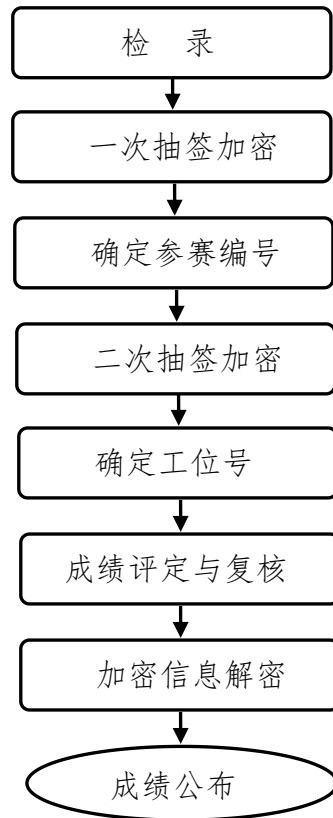 检 录
一次抽签加密
确定参赛编号
二次抽签加密
确定工位号
成绩评定与复核
加密信息解密
成绩公布